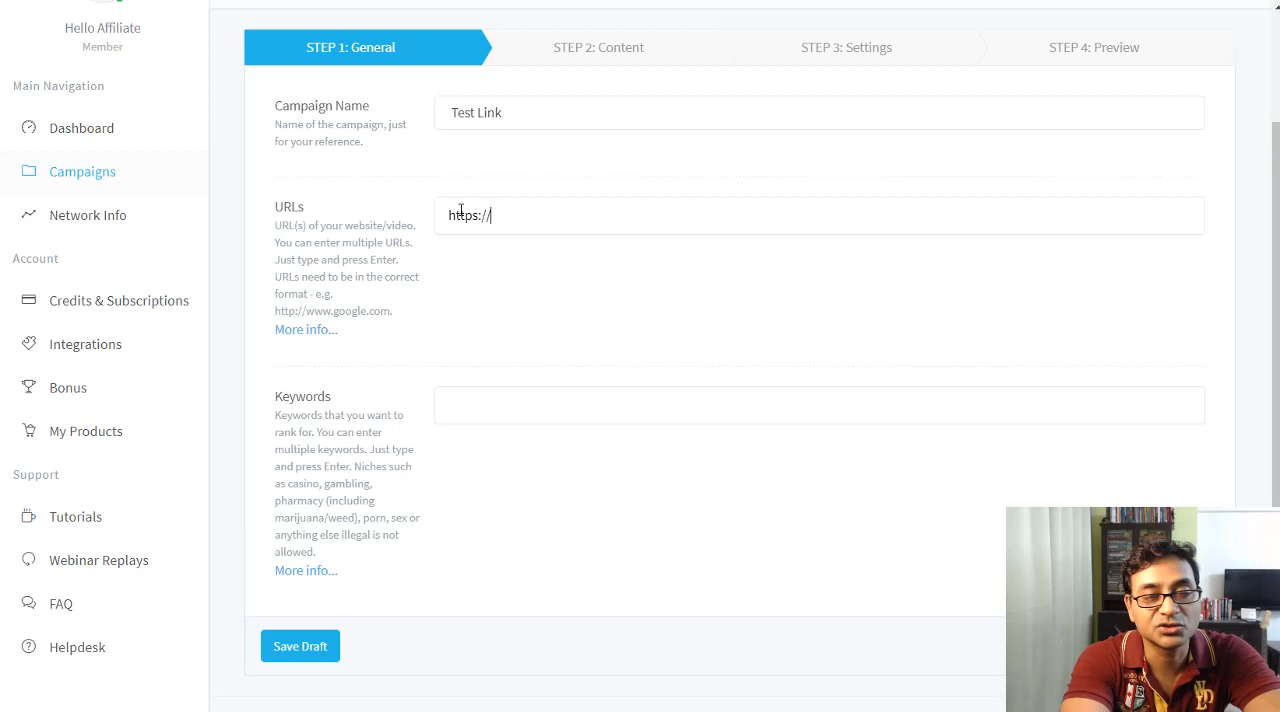 Hello Affiliate
Member
Main Navigation
Dashboard
Campaigns
Network Info
Account
Credits & Subscriptions
Integrations
Bonus
My Products
Support
Tutorials
Webinar Replays
FAQ
Helpdesk
STEP 1: General
STEP 2: Content
STEP 3: Settings
STEP 4: Preview
Campaign Name
Name of the campaign, just
for your reference.
Test Link
URLs
URL(s) of your website/video.
You can enter multiple URLs.
Just type and press Enter.
URLs need to be in the correct
format - e.g.
http://www.google.com.
More info...
https://
Keywords
Keywords that you want to
rank for. You can enter
multiple keywords. Just type
and press Enter. Niches such
as casino, gambling,
pharmacy (including
marijuana/weed), porn, sex or
anything else illegal is not
allowed.
More info...
Save Draft